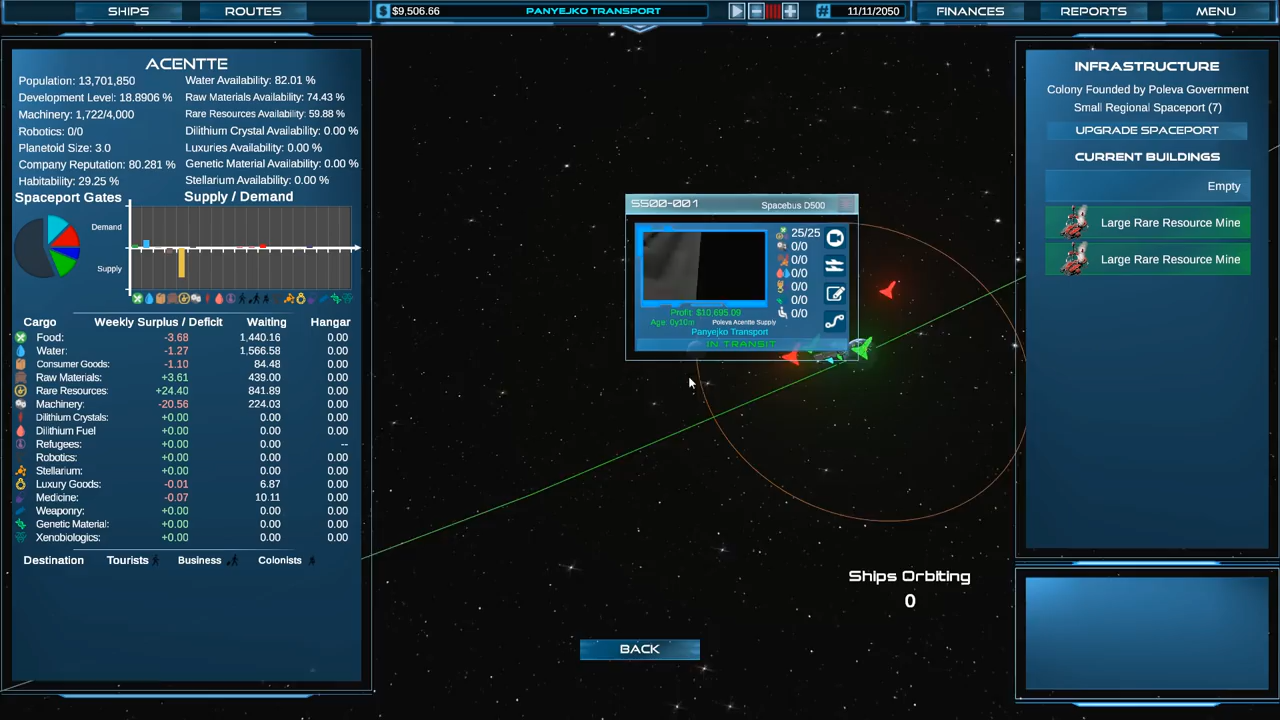 SHIPS
ROUTES
$9,506.66
PANYEJKO TRANSPORT
11/11/2050
FINANCES
REPORTS
MENU
ACENTTE
Population: 13,701,850
Development Level: 18.8906 %
Machinery: 1,722/4,000
Robotics: 0/0
Planetoid Size: 3.0
Company Reputation: 80.281 %
Habitability: 29.25 %
Water Availability: 82.01 %
Raw Materials Availability: 74.43 %
Rare Resources Availability: 59.88 %
Dilithium Crystal Availability: 0.00 %
Luxuries Availability: 0.00 %
Genetic Material Availability: 0.00 %
Stellarium Availability: 0.00 %
Spaceport Gates
Supply / Demand
Demand
Supply
Cargo Weekly Surplus / Deficit Waiting Hangar
Food: -3.68 1,440.16 0.00
Water: -1.27 1,566.58 0.00
Consumer Goods: -1.10 84.48 0.00
Raw Materials: +3.61 439.00 0.00
Rare Resources: +24.40 841.89 0.00
Machinery: -20.56 224.03 0.00
Dilithium Crystals: +0.00 0.00 0.00
Dilithium Fuel +0.00 0.00 0.00
Refugees: +0.00 0.00 --
Robotics: +0.00 0.00 0.00
Stellarium: +0.00 0.00 0.00
Luxury Goods: -0.01 6.87 0.00
Medicine: -0.07 10.11 0.00
Weaponry: +0.00 0.00 0.00
Genetic Material: +0.00 0.00 0.00
Xenobiologics: +0.00 0.00 0.00
Destination Tourists Business Colonists
S500-001
Spacebus D500
25/25
0/0
0/0
0/0
0/0
0/0
0/0
Profit: $10,695.09
Age: 0y10m
Poleva Acentte Supply
Panyejko Transport
IN TRANSIT
Ships Orbiting
0
BACK
INFRASTRUCTURE
Colony Founded by Poleva Government
Small Regional Spaceport (7)
UPGRADE SPACEPORT
CURRENT BUILDINGS
Empty
Large Rare Resource Mine
Large Rare Resource Mine